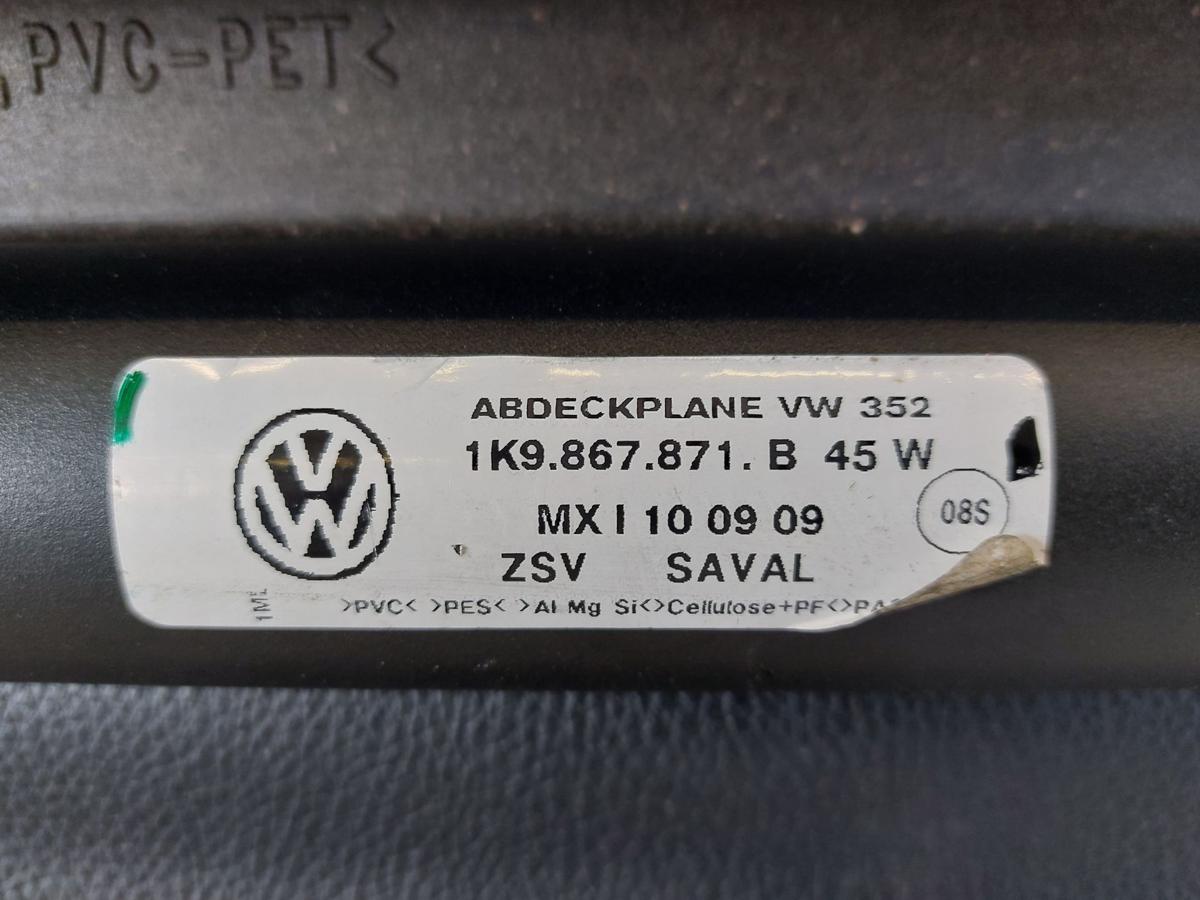 ,PVC-PET<
ABDECKPLANE VW 352
1K9.867.871. B 45 W
MX I 10 09 09
08S
ZSV SAVAL
>PVC< >PES< >Al Mg Si<>Cellulose+PF<>PA